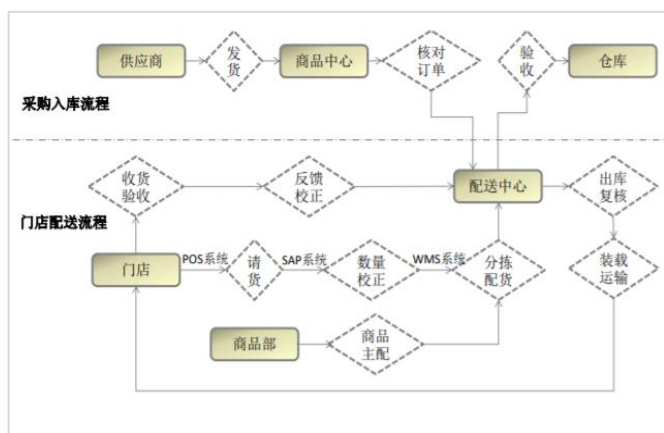 供应商
发
货
商品中心
核对
订单
验
收
仓库
采购入库流程
收货
验收
反馈
校正
配送中心
出库
复核
门店配送流程
门店
POS系统
请
货
SAP系统
数量
校正
WMS系统
分拣
配货
装载
运输
商品部
商品
主配